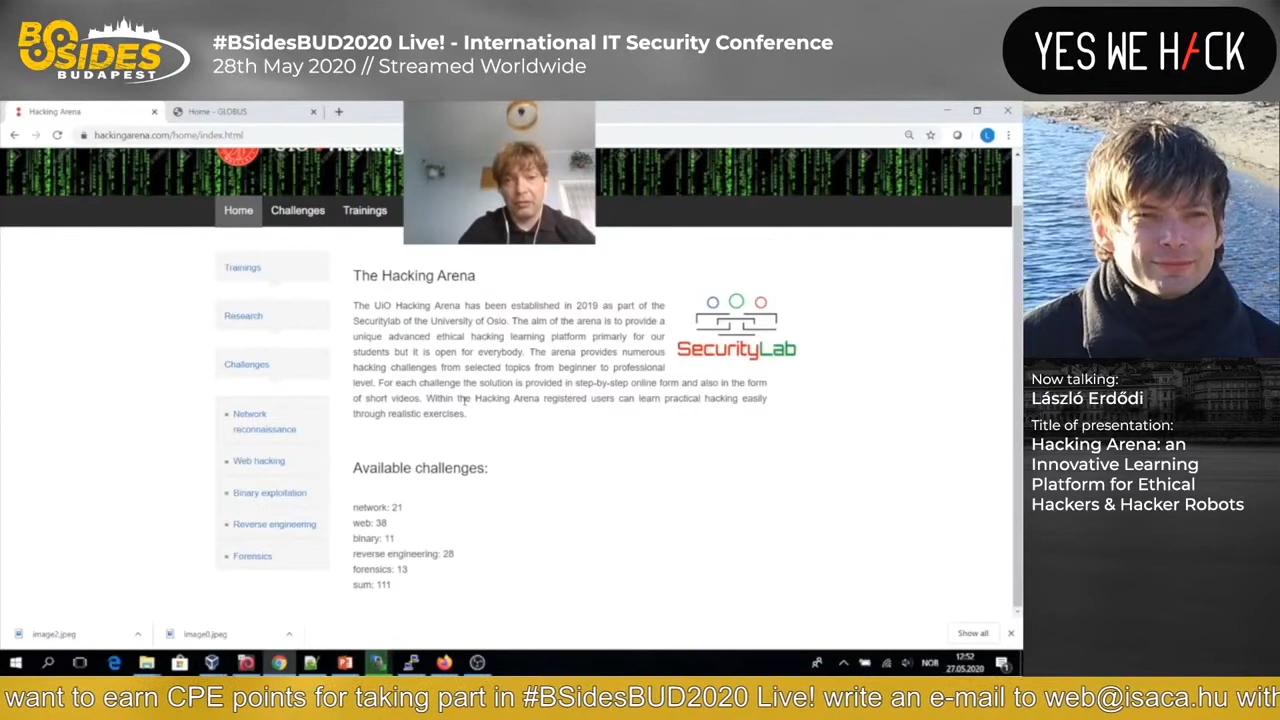 BSIDES
BUDAPEST
#BSidesBUD2020 Live! - International IT Security Conference
28th May 2020 // Streamed Worldwide
YES WE H/CK
Hacking Arena
Home - GLOBUS
hackingarena.com/home/index.html
Home
Challenges
Trainings
Trainings
Research
Challenges
Network
reconnaissance
Web hacking
Binary exploitation
Reverse engineering
Forensics
The Hacking Arena
The UiO Hacking Arena has been established in 2019 as part of the
Securitylab of the University of Oslo. The aim of the arena is to provide a
unique advanced ethical hacking learning platform primarily for our
students but it is open for everybody. The arena provides numerous
hacking challenges from selected topics from beginner to professional
level. For each challenge the solution is provided in step-by-step online form and also in the form
of short videos. Within the Hacking Arena registered users can learn practical hacking easily
through realistic exercises.
SecurityLab
Available challenges:
network: 21
web: 38
binary: 11
reverse engineering: 28
forensics: 13
sum: 111
Now talking:
László Erdődi
Title of presentation:
Hacking Arena: an
Innovative Learning
Platform for Ethical
Hackers & Hacker Robots
image2.jpeg
image0.jpeg
Show all
NOR
12:52
27.05.2020
want to earn CPE points for taking part in #BSidesBUD2020 Live! write an e-mail to web@isaca.hu with